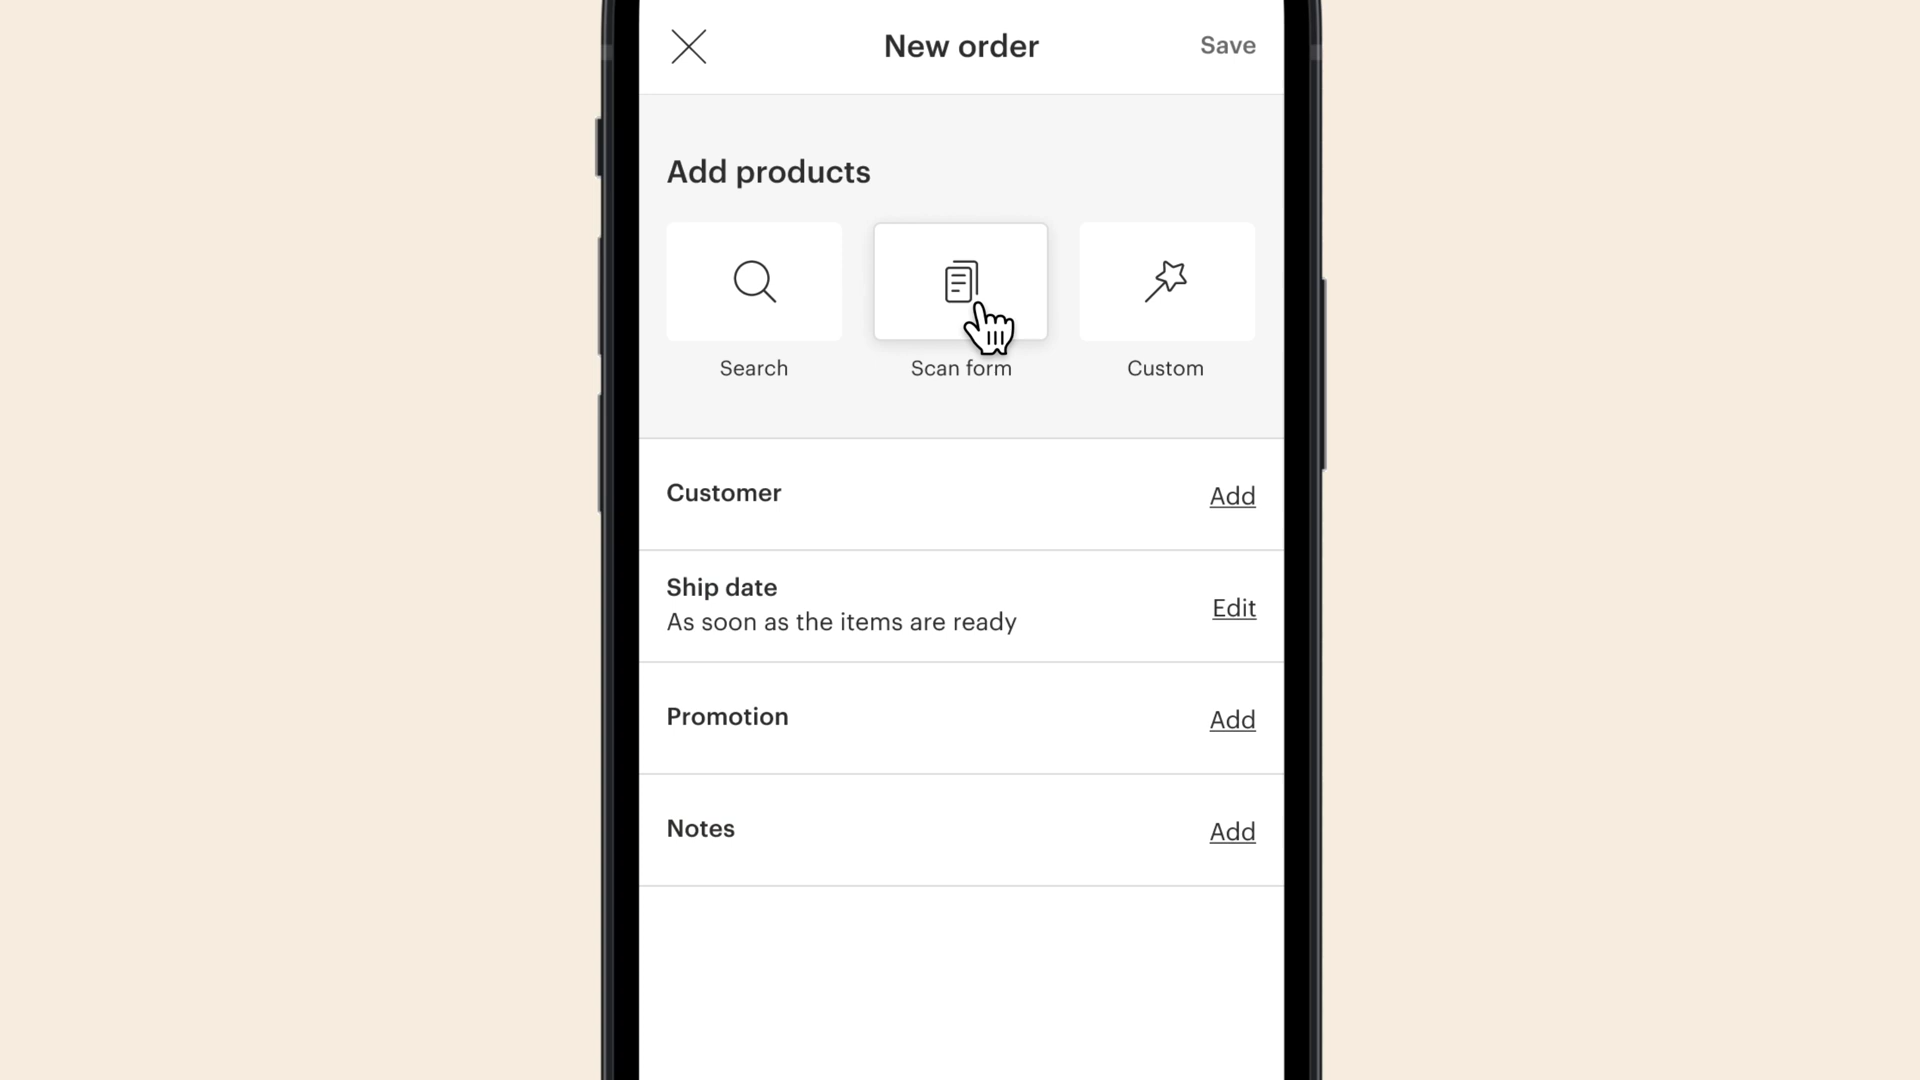 New order
Save
Add products
Search
Scan form
Custom
Customer
Add
Ship date
As soon as the items are ready
Edit
Promotion
Add
Notes
Add